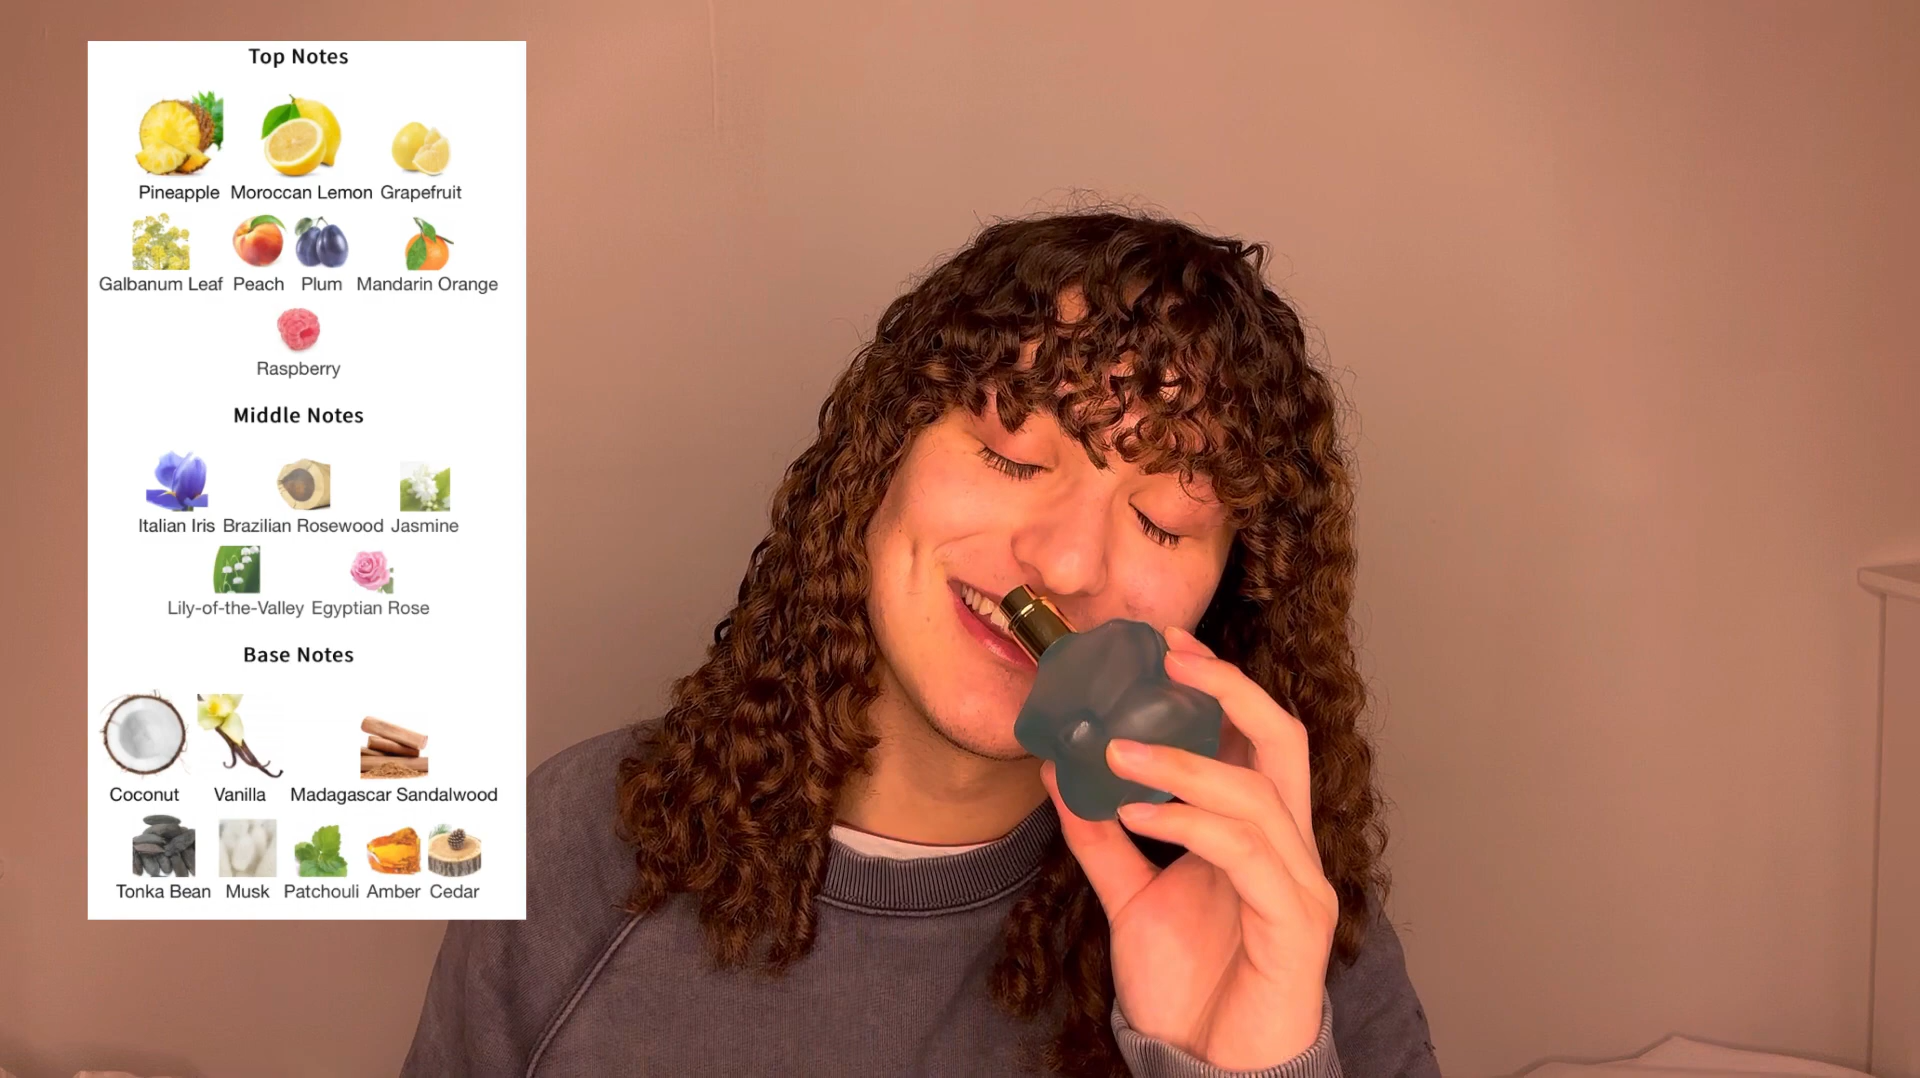 Top Notes
Pineapple Moroccan Lemon Grapefruit
Galbanum Leaf Peach Plum Mandarin Orange
Raspberry
Middle Notes
Italian Iris Brazilian Rosewood Jasmine
Lily-of-the-Valley Egyptian Rose
Base Notes
Coconut Vanilla Madagascar Sandalwood
Tonka Bean Musk Patchouli Amber Cedar